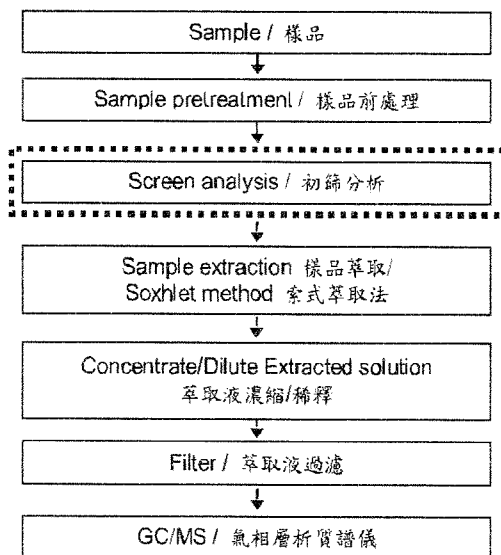 Sample / 樣品
Sample pretreatment / 樣品前處理
Screen analysis / 初篩分析
Sample extraction 樣品萃取/
Soxhlet method 索式萃取法
Concentrate/Dilute Extracted solution
萃取液濃縮/稀釋
Filter / 萃取液過濾
GC/MS / 氣相層析質譜儀